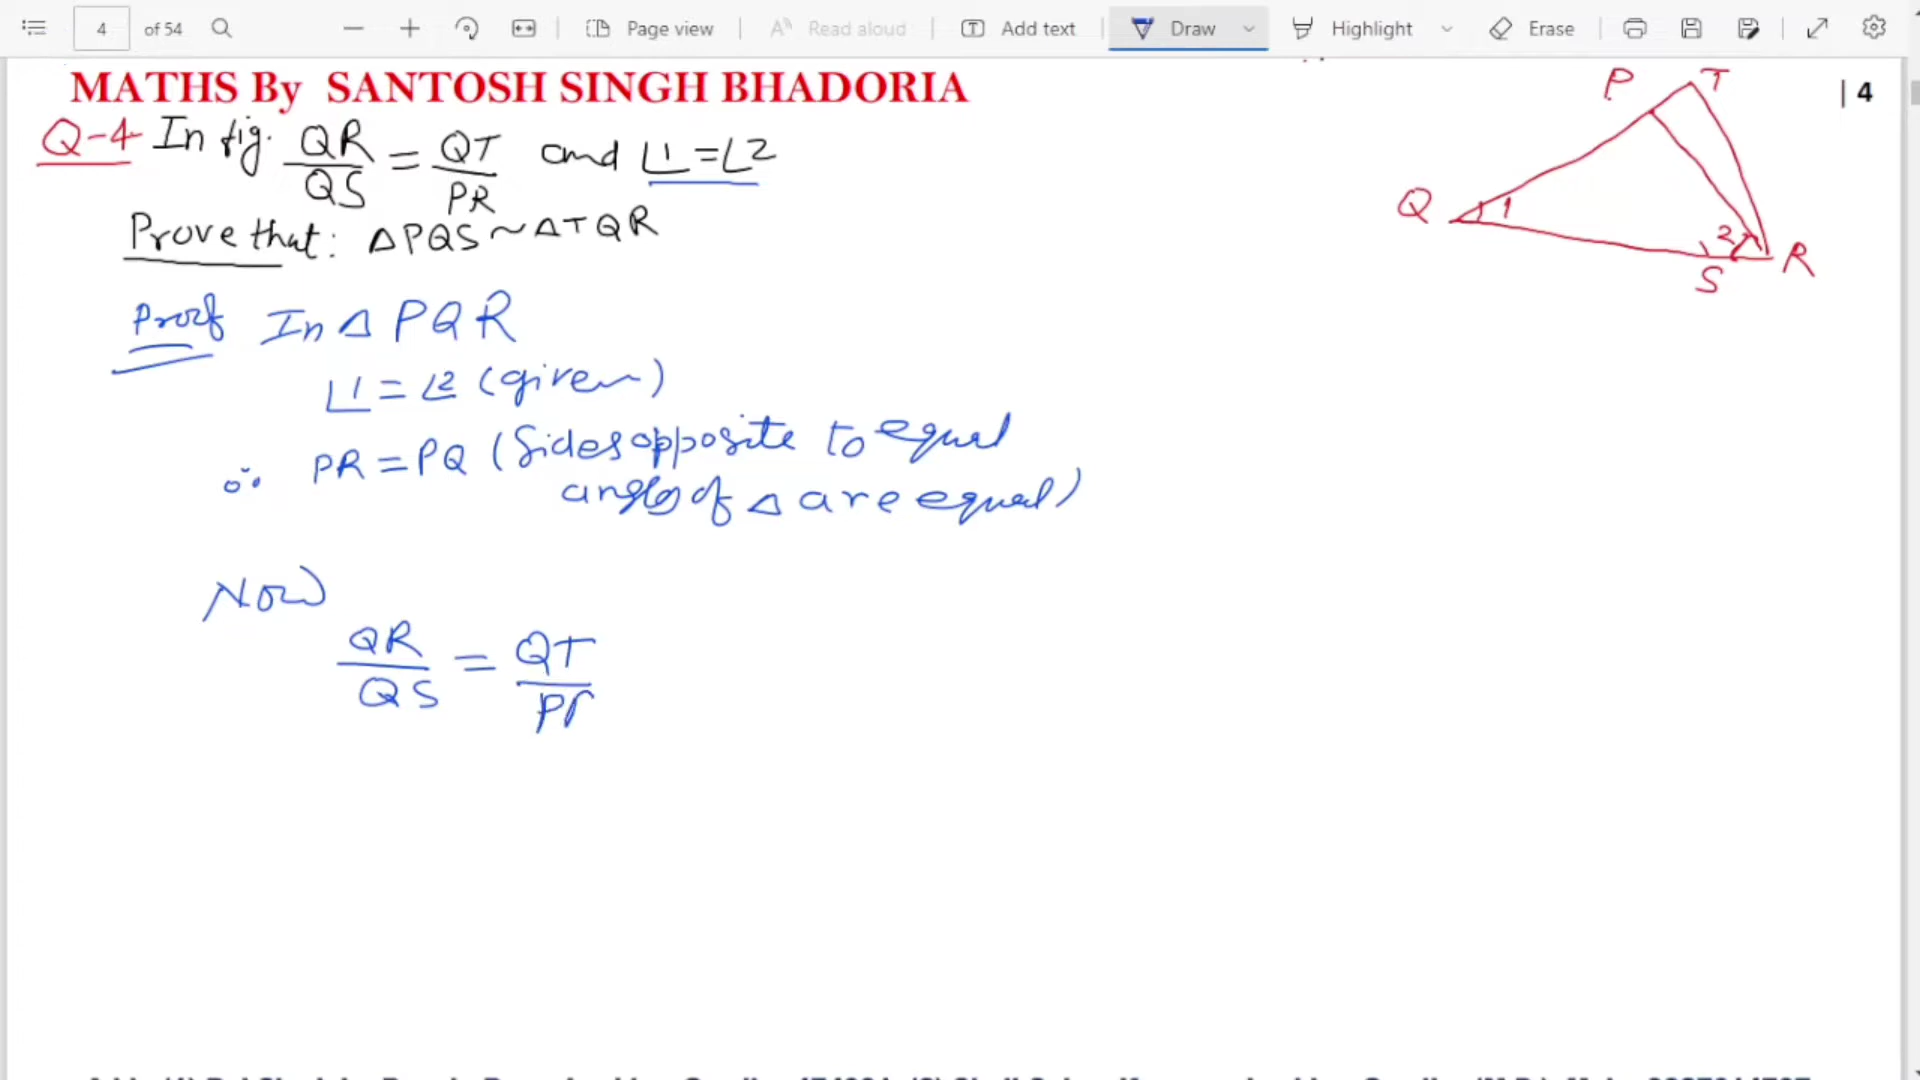 4 of 54 Page view Read aloud Add text Draw Highlight Erase
MATHS By SANTOSH SINGH BHADORIA
| 4
Q-4 In fig. QR/QS = QT/PR and ∠1 = ∠2
Prove that: △PQS ~ △TQR
P T
Q 1
2 R
S
Proof In △ PQR
∠1 = ∠2 (given)
∴ PR = PQ (Sides opposite to equal
angles of △ are equal)
Now
QR/QS = QT/Pr